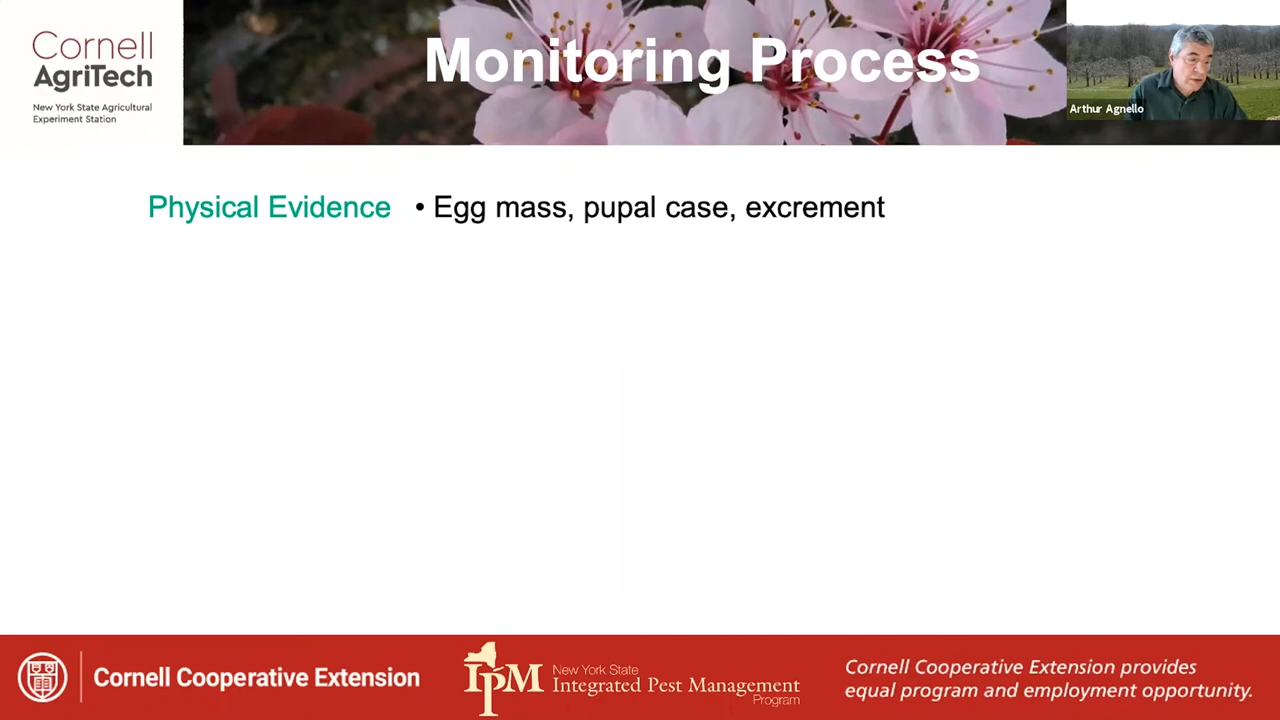 Cornell
AgriTech
New York State Agricultural
Experiment Station
Monitoring Process
Arthur Agnello
Physical Evidence • Egg mass, pupal case, excrement
Cornell Cooperative Extension
IPM
New York State
Integrated Pest Management
Program
Cornell Cooperative Extension provides
equal program and employment opportunity.